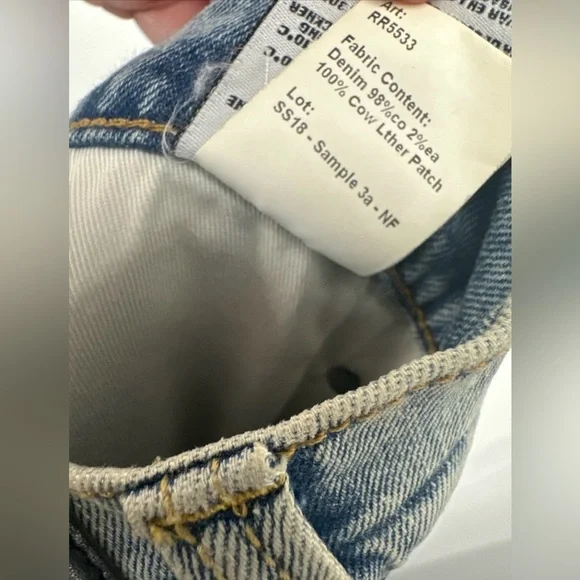 Art:
RR5533
Fabric Content:
Denim 98%co 2%ea
100% Cow Lther Patch
Lot:
SS18 - Sample 3a - NF